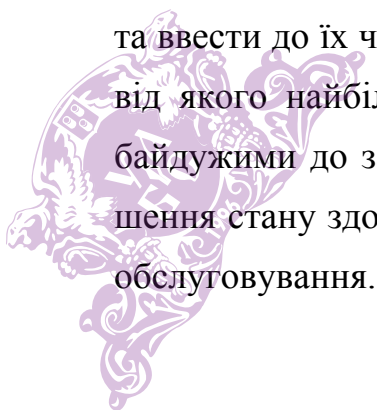 та ввести до їх ч
від якого найбіл
байдужими до з
шення стану здо
обслуговування.